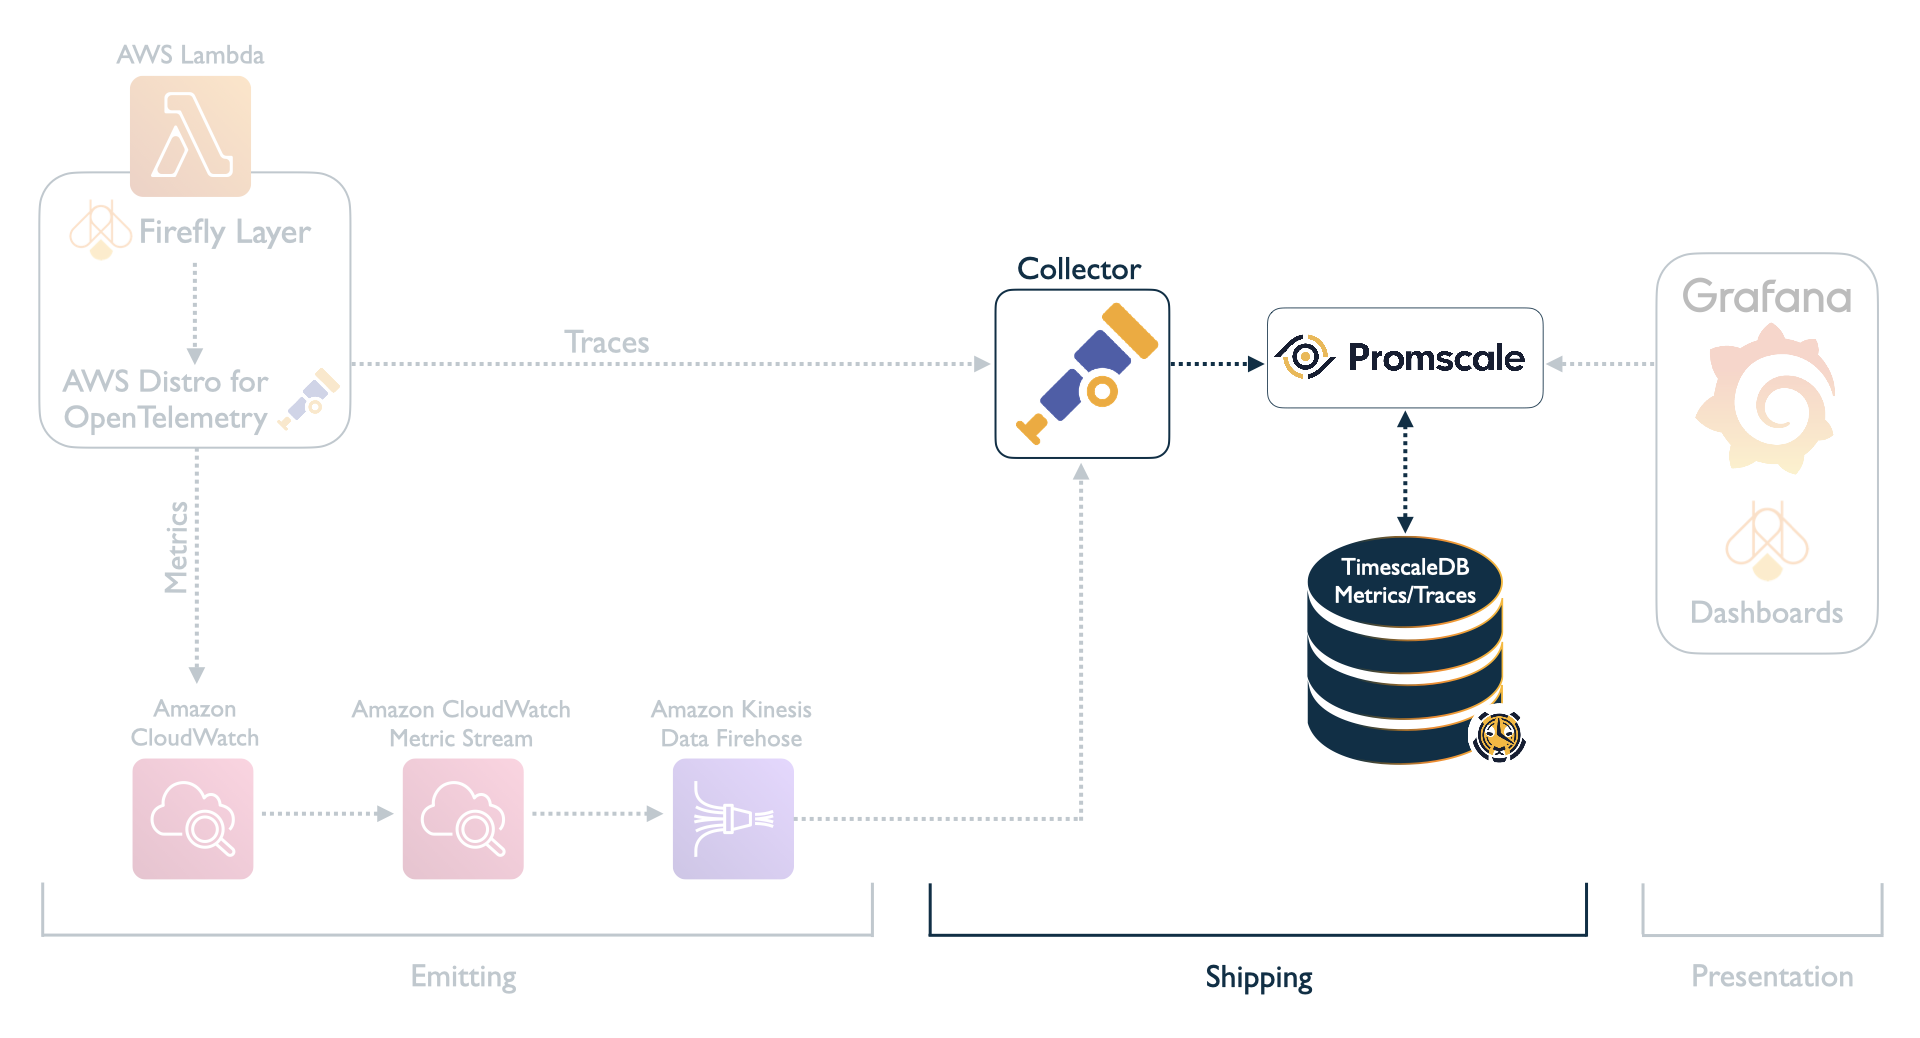 AWS Lambda
Firefly Layer
AWS Distro for
OpenTelemetry
Traces
Metrics
Collector
Promscale
Grafana
Dashboards
TimescaleDB
Metrics/Traces
Amazon
CloudWatch
Amazon CloudWatch
Metric Stream
Amazon Kinesis
Data Firehose
Emitting
Shipping
Presentation